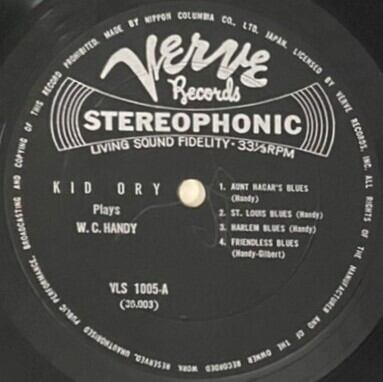 MADE BY NIPPON COLUMBIA CO., LTD. JAPAN. LICENSED BY VERVE RECORDS, INC. ALL RIGHTS OF THE MANUFACTURER AND OF THE OWNER RECORDED WORK RESERVED. UNAUTHORISED PUBLIC PERFORMANCE, BROADCASTING AND COPYING OF THIS RECORD PROHIBITED.
Verve
Records
STEREOPHONIC
LIVING SOUND FIDELITY • 33⅓RPM
KID ORY
Plays
W.C. HANDY
1. AUNT HAGAR'S BLUES
(Handy)
2. ST. LOUIS BLUES (Handy)
3. HARLEM BLUES (Handy)
4. FRIENDLESS BLUES
(Handy-Gilbert)
VLS 1005-A
(20.003)